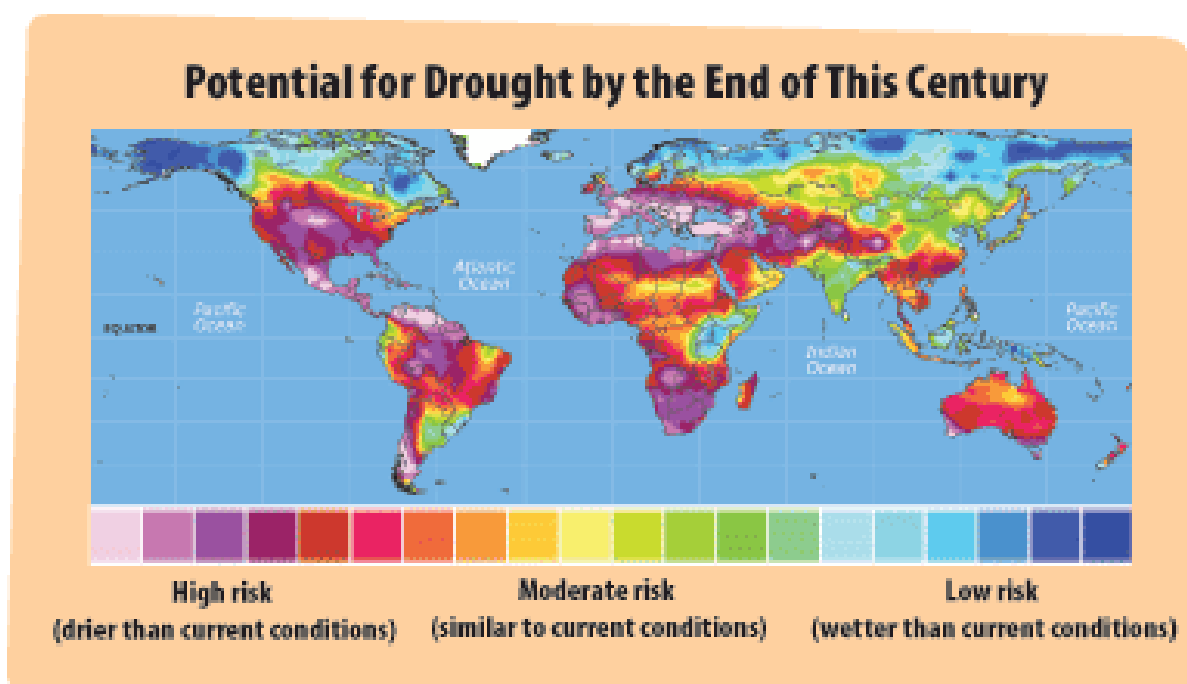 Potential for Drought by the End of This Century
Atlantic
Ocean
Pacific
Ocean
Pacific
Ocean
EQUATOR
Indian
Ocean
High risk
(drier than current conditions)
Moderate risk
(similar to current conditions)
Low risk
(wetter than current conditions)